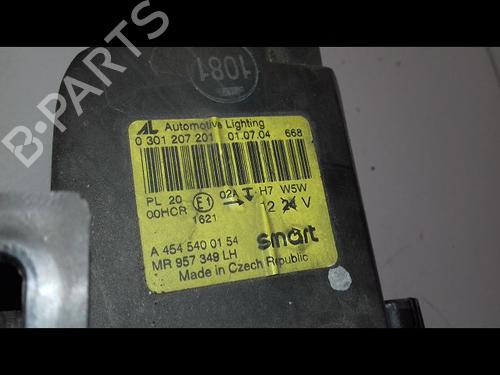 1081
B-PARTS
AL Automotive Lighting
0 301 207 201 01.07.04 668
PL 20 E1 02A H7 W5W
00HCR 1621 12 24 V
A 454 540 01 54 smart
MR 957 349 LH
Made in Czech Republic